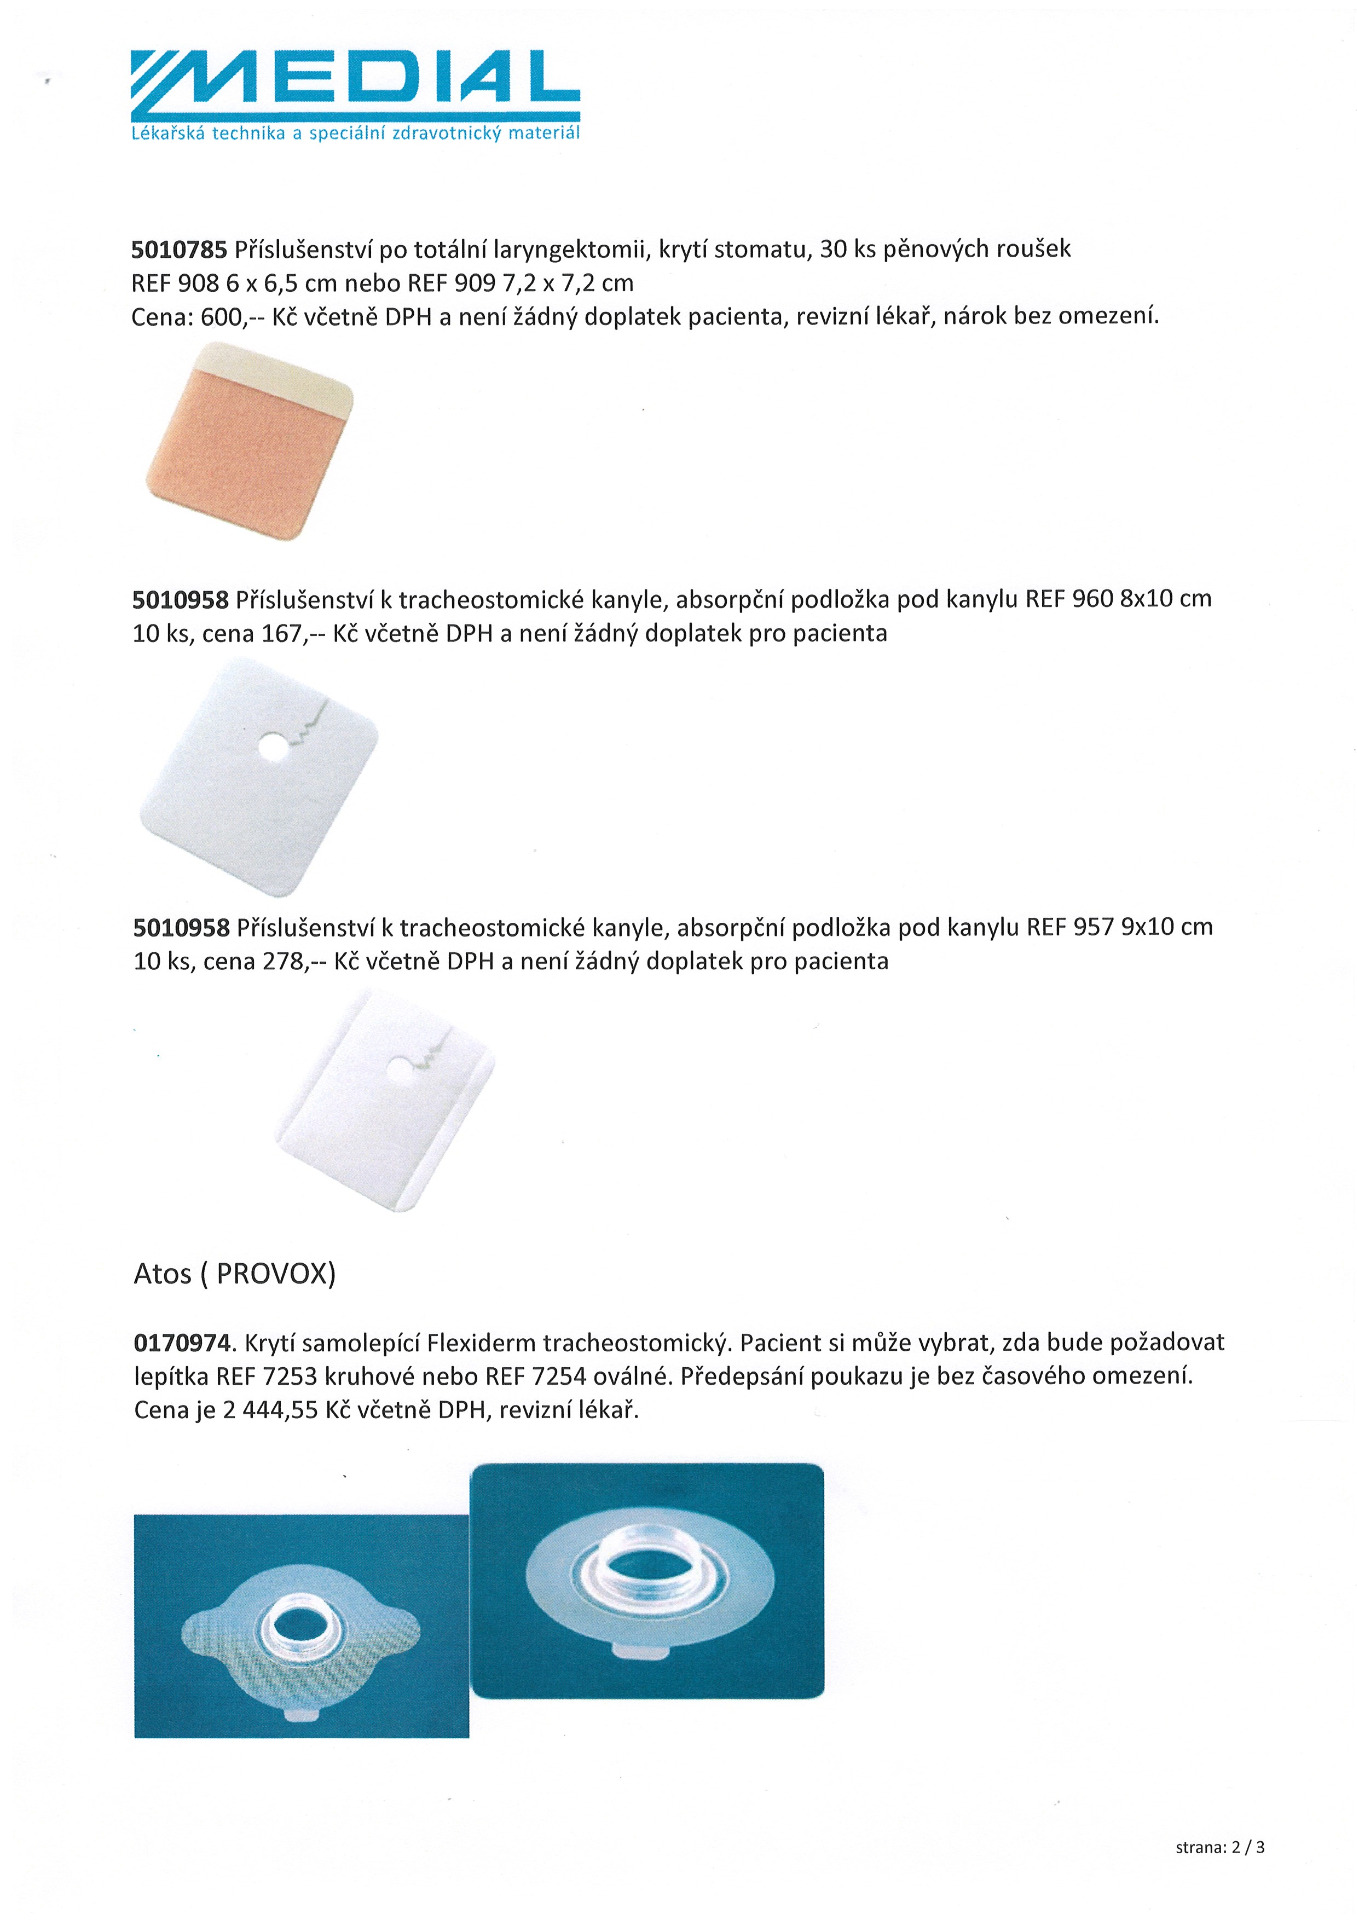 MEDIAL
Lékařská technika a speciální zdravotnický materiál
5010785 Příslušenství po totální laryngektomii, krytí stomatu, 30 ks pěnových roušek
REF 908 6 x 6,5 cm nebo REF 909 7,2 x 7,2 cm
Cena: 600,-- Kč včetně DPH a není žádný doplatek pacienta, revizní lékař, nárok bez omezení.
5010958 Příslušenství k tracheostomické kanyle, absorpční podložka pod kanylu REF 960 8x10 cm
10 ks, cena 167,-- Kč včetně DPH a není žádný doplatek pro pacienta
5010958 Příslušenství k tracheostomické kanyle, absorpční podložka pod kanylu REF 957 9x10 cm
10 ks, cena 278,-- Kč včetně DPH a není žádný doplatek pro pacienta
Atos ( PROVOX)
0170974. Krytí samolepící Flexiderm tracheostomický. Pacient si může vybrat, zda bude požadovat
lepítka REF 7253 kruhové nebo REF 7254 oválné. Předepsání poukazu je bez časového omezení.
Cena je 2 444,55 Kč včetně DPH, revizní lékař.
strana: 2 / 3